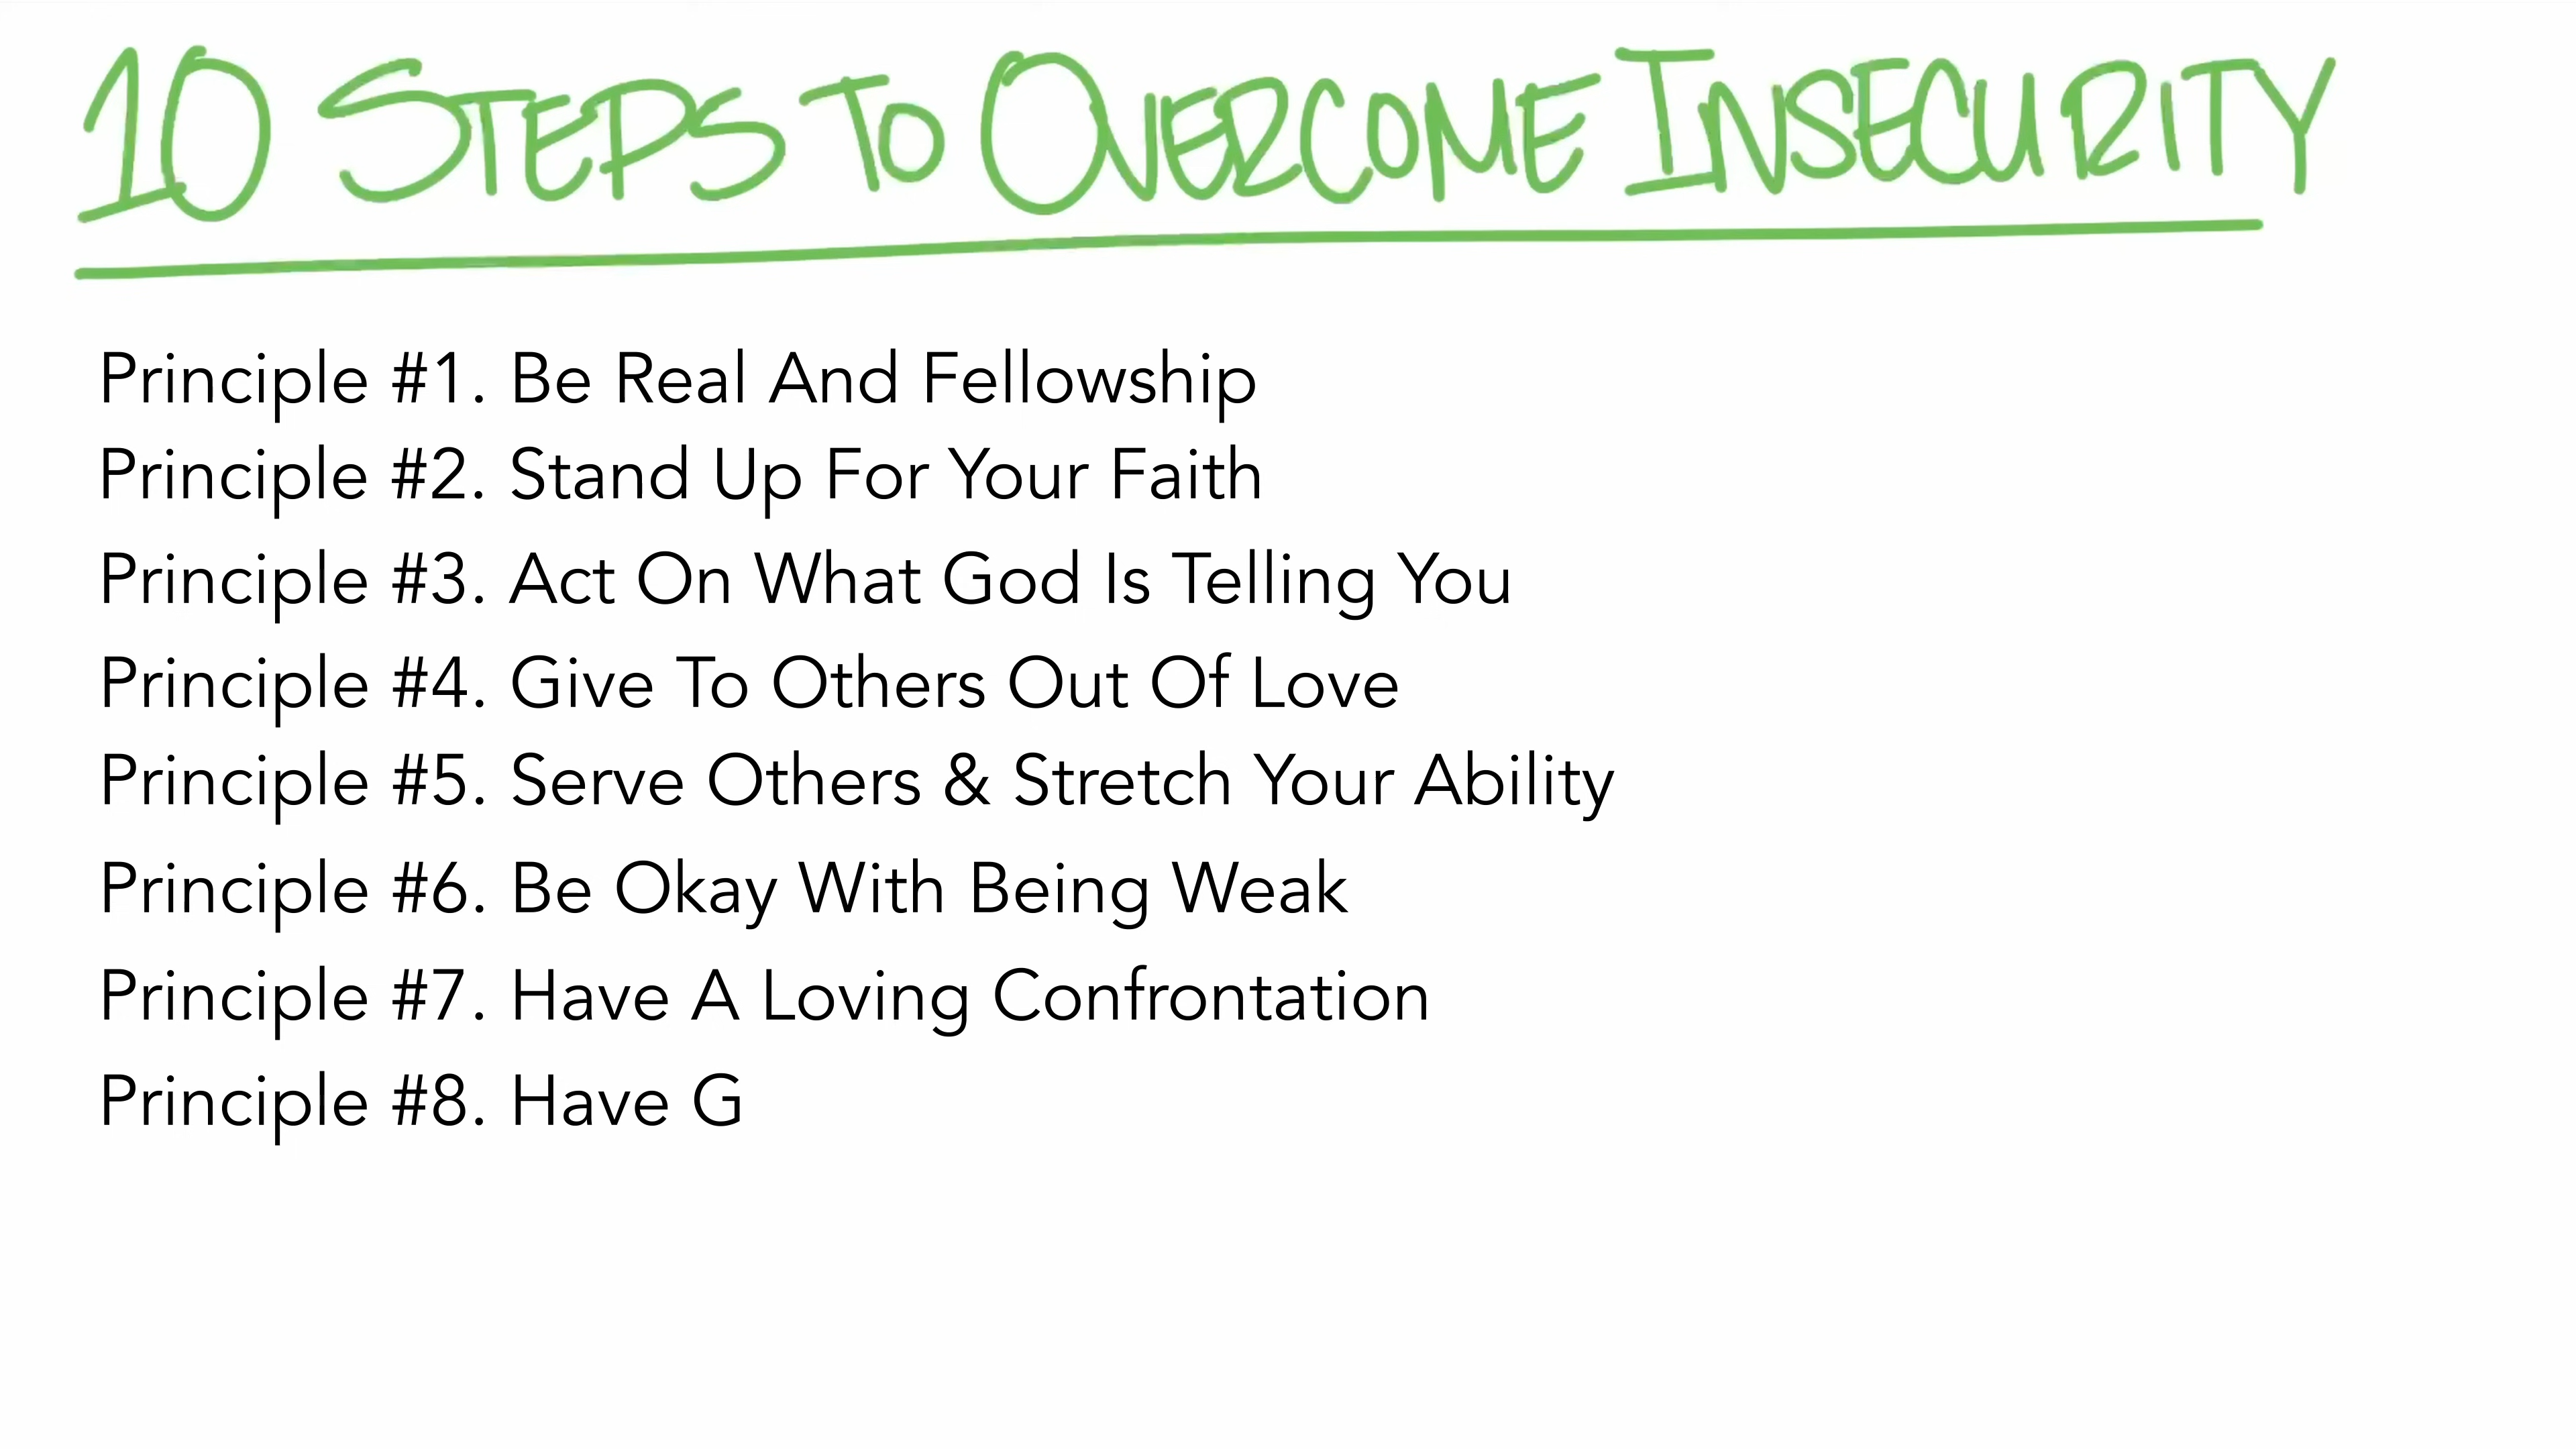 10 STEPS TO OVERCOME INSECURITY
Principle #1. Be Real And Fellowship
Principle #2. Stand Up For Your Faith
Principle #3. Act On What God Is Telling You
Principle #4. Give To Others Out Of Love
Principle #5. Serve Others & Stretch Your Ability
Principle #6. Be Okay With Being Weak
Principle #7. Have A Loving Confrontation
Principle #8. Have G